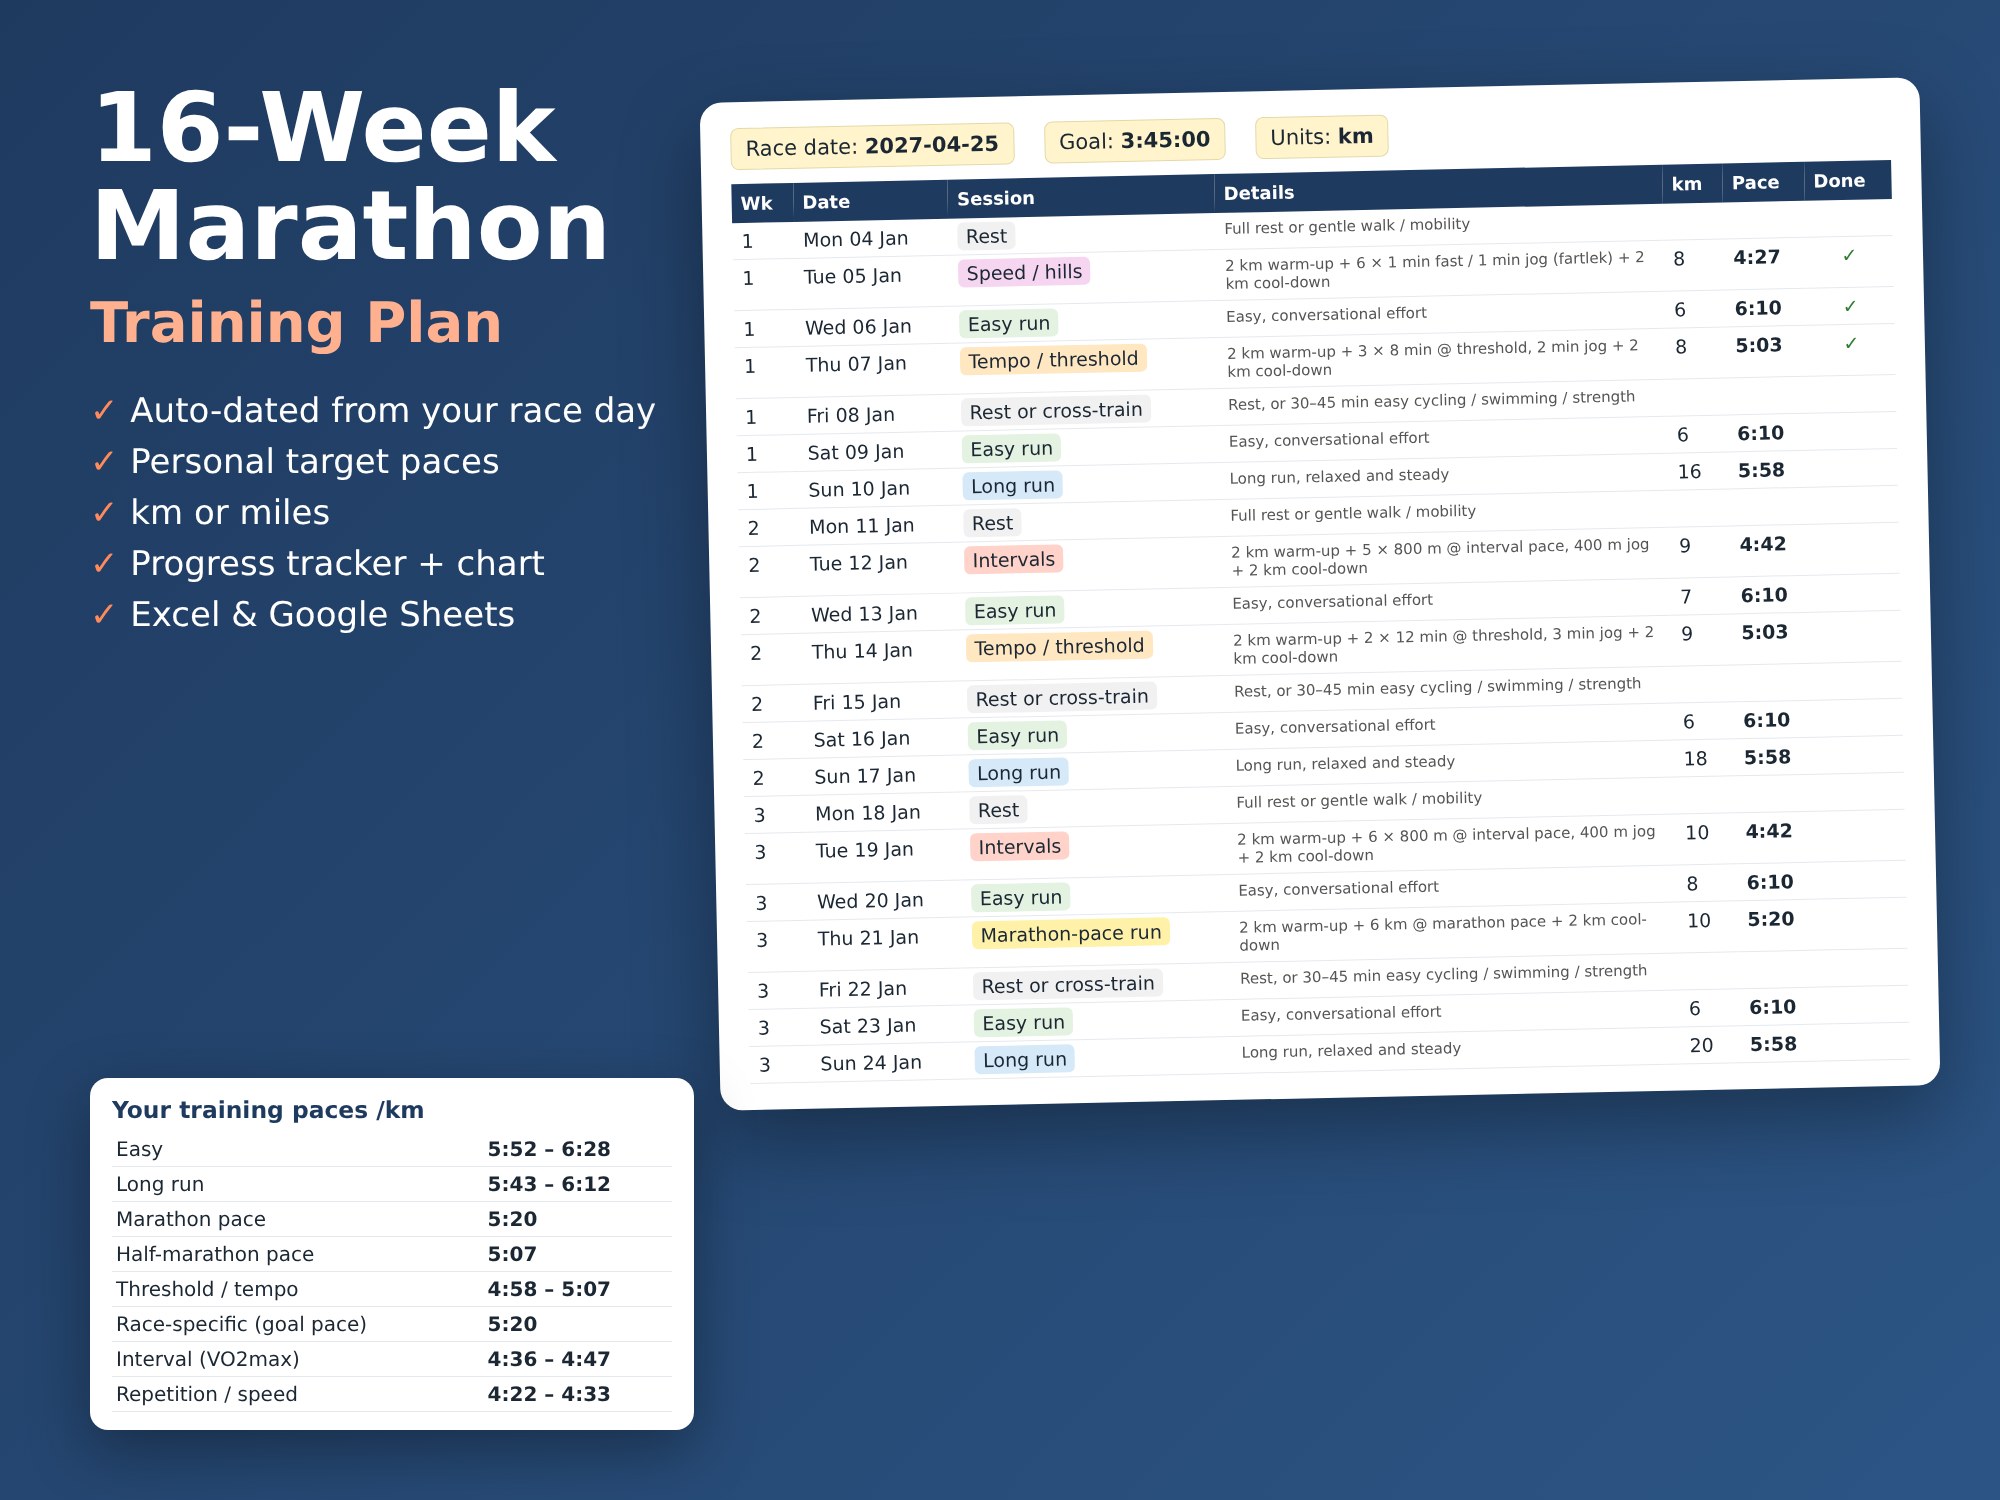 16-Week
Marathon
Training Plan
✓ Auto-dated from your race day
✓ Personal target paces
✓ km or miles
✓ Progress tracker + chart
✓ Excel & Google Sheets
Race date: 2027-04-25 Goal: 3:45:00 Units: km
Wk Date Session Details km Pace Done
1 Mon 04 Jan Rest Full rest or gentle walk / mobility
1 Tue 05 Jan Speed / hills 2 km warm-up + 6 × 1 min fast / 1 min jog (fartlek) + 2 8 4:27 ✓
km cool-down
1 Wed 06 Jan Easy run Easy, conversational effort 6 6:10 ✓
1 Thu 07 Jan Tempo / threshold 2 km warm-up + 3 × 8 min @ threshold, 2 min jog + 2 8 5:03 ✓
km cool-down
1 Fri 08 Jan Rest or cross-train Rest, or 30–45 min easy cycling / swimming / strength
1 Sat 09 Jan Easy run Easy, conversational effort 6 6:10
1 Sun 10 Jan Long run Long run, relaxed and steady 16 5:58
2 Mon 11 Jan Rest Full rest or gentle walk / mobility
2 Tue 12 Jan Intervals 2 km warm-up + 5 × 800 m @ interval pace, 400 m jog 9 4:42
+ 2 km cool-down
2 Wed 13 Jan Easy run Easy, conversational effort 7 6:10
2 Thu 14 Jan Tempo / threshold 2 km warm-up + 2 × 12 min @ threshold, 3 min jog + 2 9 5:03
km cool-down
2 Fri 15 Jan Rest or cross-train Rest, or 30–45 min easy cycling / swimming / strength
2 Sat 16 Jan Easy run Easy, conversational effort 6 6:10
2 Sun 17 Jan Long run Long run, relaxed and steady 18 5:58
3 Mon 18 Jan Rest Full rest or gentle walk / mobility
3 Tue 19 Jan Intervals 2 km warm-up + 6 × 800 m @ interval pace, 400 m jog 10 4:42
+ 2 km cool-down
3 Wed 20 Jan Easy run Easy, conversational effort 8 6:10
3 Thu 21 Jan Marathon-pace run 2 km warm-up + 6 km @ marathon pace + 2 km cool- 10 5:20
down
3 Fri 22 Jan Rest or cross-train Rest, or 30–45 min easy cycling / swimming / strength
3 Sat 23 Jan Easy run Easy, conversational effort 6 6:10
3 Sun 24 Jan Long run Long run, relaxed and steady 20 5:58
Your training paces /km
Easy 5:52 – 6:28
Long run 5:43 – 6:12
Marathon pace 5:20
Half-marathon pace 5:07
Threshold / tempo 4:58 – 5:07
Race-specific (goal pace) 5:20
Interval (VO2max) 4:36 – 4:47
Repetition / speed 4:22 – 4:33